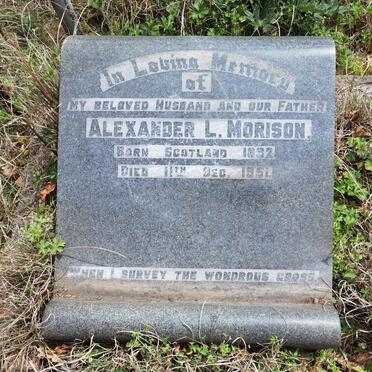 In Loving Memory
of
MY BELOVED HUSBAND AND OUR FATHER
ALEXANDER L. MORISON.
BORN SCOTLAND 1882
DIED 11TH DEC. 1951.
WHEN I SURVEY THE WONDROUS CROSS